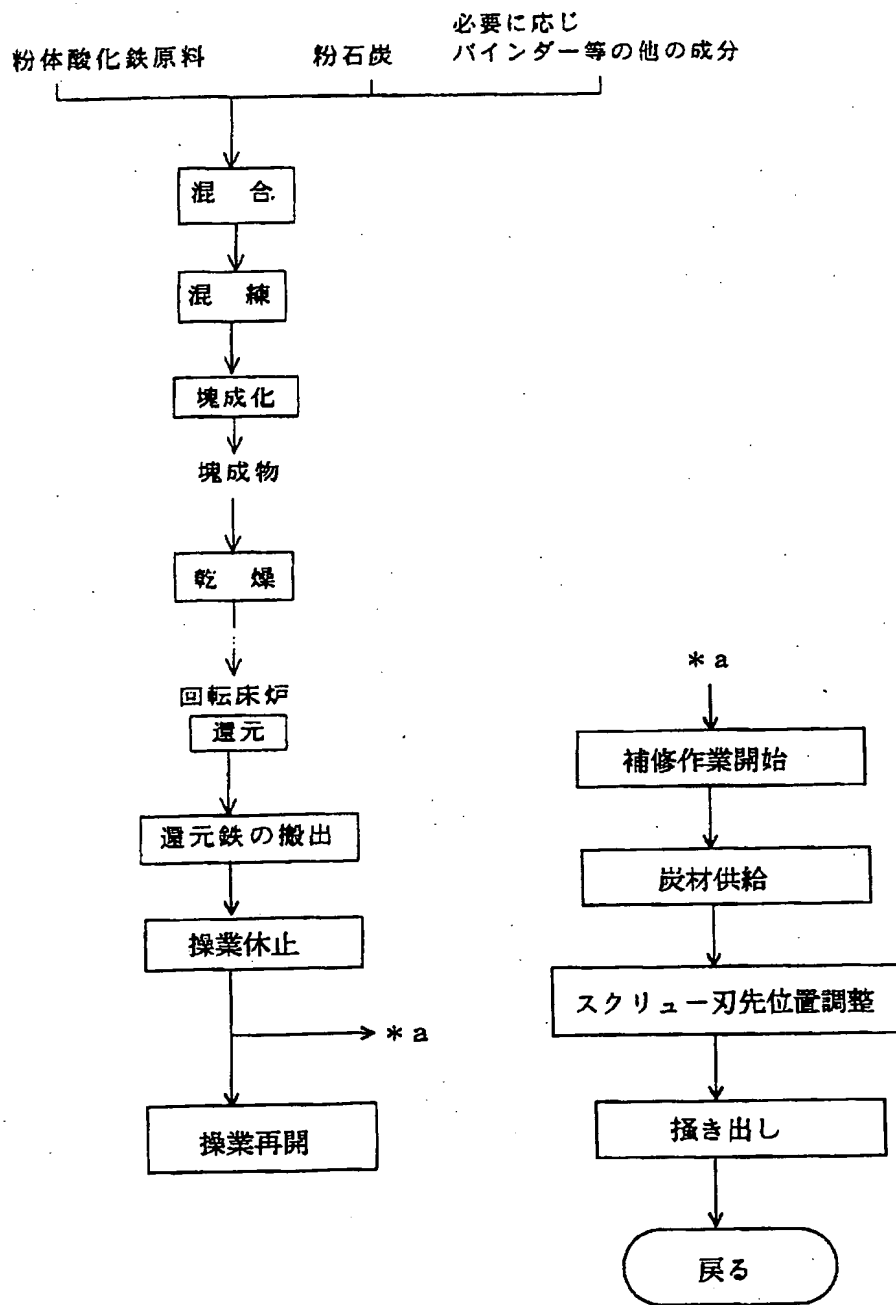 粉体酸化鉄原料
粉石炭
必要に応じ
バインダー等の他の成分
混 合
混 練
塊成化
塊成物
乾 燥
回転床炉
還元
還元鉄の搬出
操業休止
*a
操業再開
*a
補修作業開始
炭材供給
スクリュー刃先位置調整
掻き出し
戻る